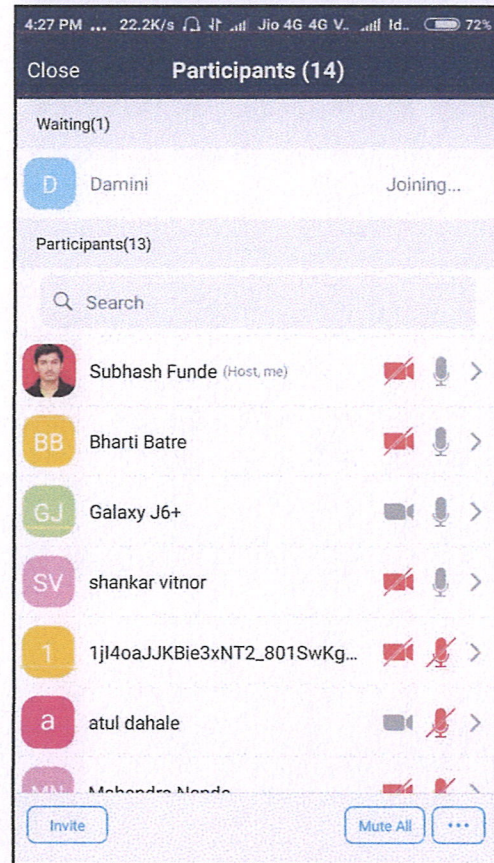 4:27 PM ... 22.2K/s Jio 4G 4G V.. Id.. 72%
Close Participants (14)
Waiting(1)
D Damini Joining...
Participants(13)
Search
Subhash Funde (Host, me)
BB Bharti Batre
GJ Galaxy J6+
SV shankar vitnor
1 1jI4oaJJKBie3xNT2_801SwKg...
a atul dahale
MN Mahendra
Invite Mute All ...